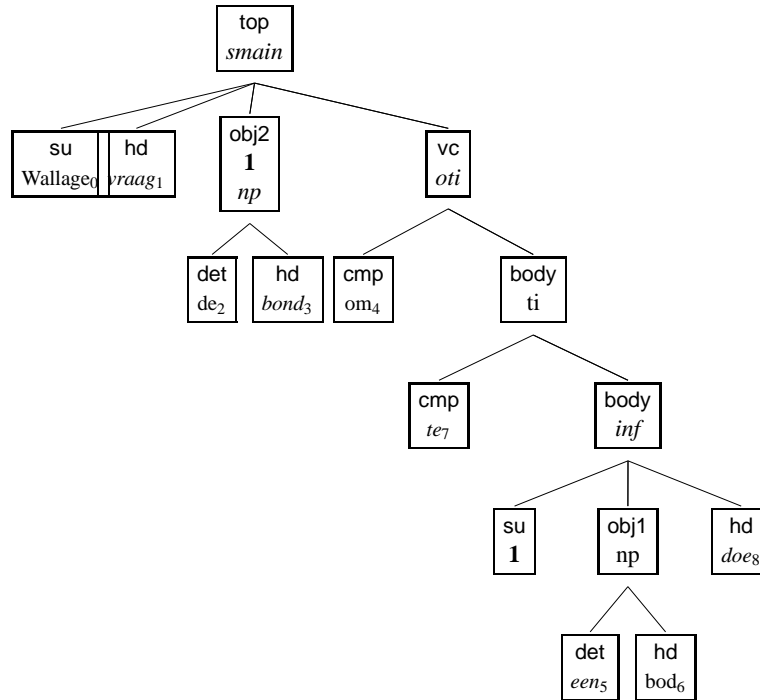 top
smain
su hd obj2 vc
Wallage0 vraag1 1 oti
np
det hd cmp body
de2 bond3 om4 ti
cmp body
te7 inf
su obj1 hd
1 np doe8
det hd
een5 bod6